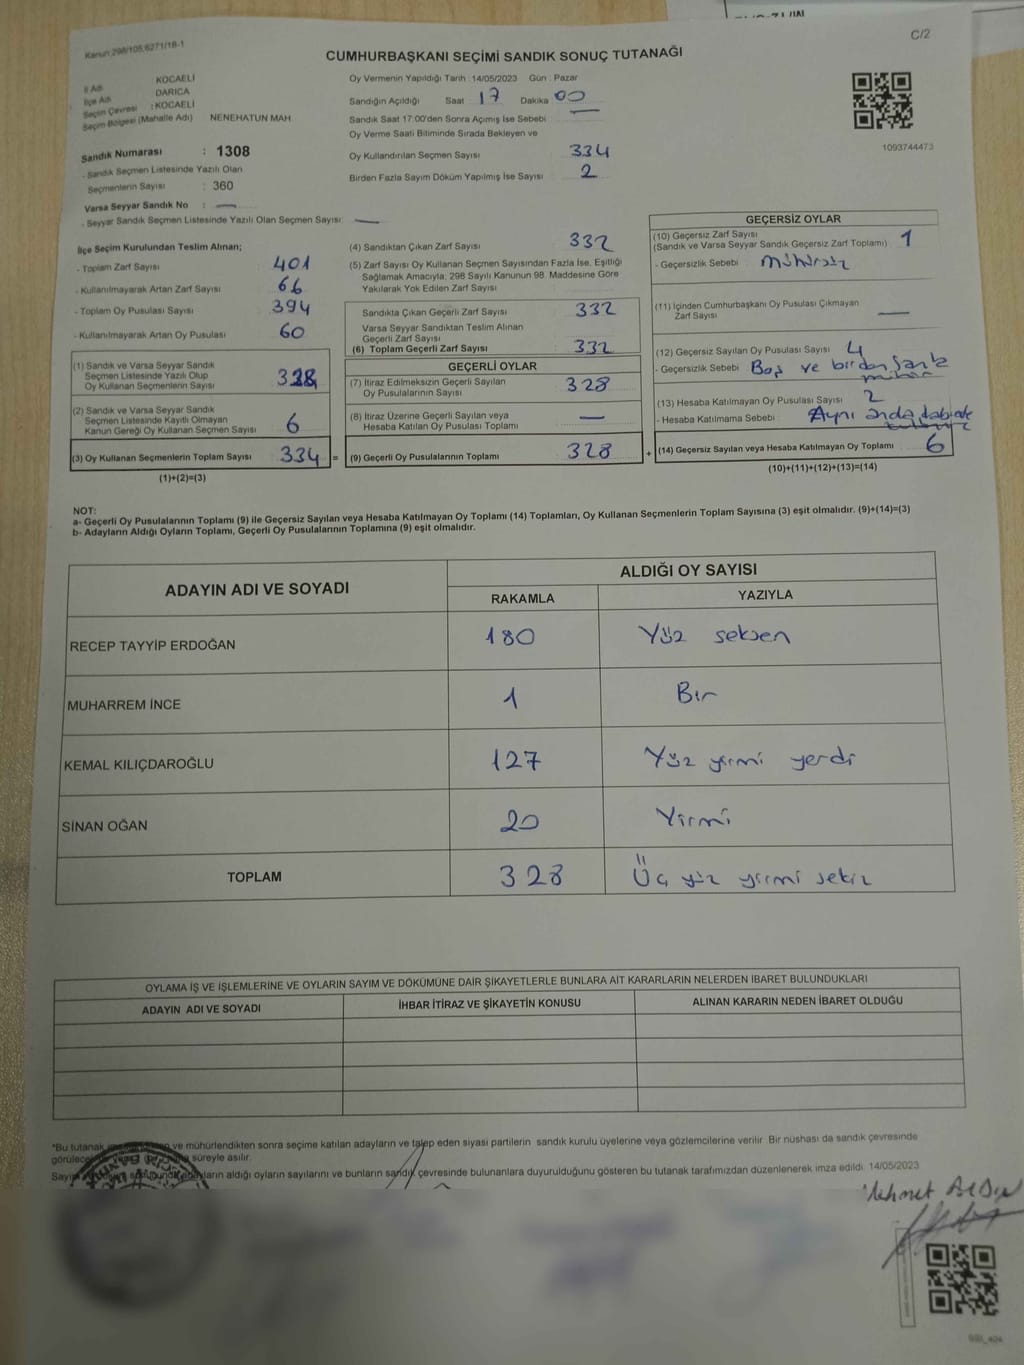 Kanun:298/105,6271/18-1
C/2
CUMHURBAŞKANI SEÇİMİ SANDIK SONUÇ TUTANAĞI
İl Adı KOCAELİ
İlçe Adı DARICA
Seçim Çevresi : KOCAELİ
Seçim Bölgesi (Mahalle Adı) NENEHATUN MAH.
Sandık Numarası : 1308
- Sandık Seçmen Listesinde Yazılı Olan
Seçmenlerin Sayısı : 360
Varsa Seyyar Sandık No : —
- Seyyar Sandık Seçmen Listesinde Yazılı Olan Seçmen Sayısı: —
Oy Vermenin Yapıldığı Tarih : 14/05/2023 Gün : Pazar
Sandığın Açıldığı Saat 17 Dakika 00
Sandık Saat 17:00'den Sonra Açımış İse Sebebi —
Oy Verme Saati Bitiminde Sırada Bekleyen ve
Oy Kullandırılan Seçmen Sayısı 334
Birden Fazla Sayım Döküm Yapılmış İse Sayısı 2
1093744473
İlçe Seçim Kurulundan Teslim Alınan;
- Toplam Zarf Sayısı 401
- Kullanılmayarak Artan Zarf Sayısı 66
- Toplam Oy Pusulası Sayısı 394
- Kullanılmayarak Artan Oy Pusulası 60
(1) Sandık ve Varsa Seyyar Sandık
Seçmen Listesinde Yazılı Olup
Oy Kullanan Seçmenlerin Sayısı 328
(2) Sandık ve Varsa Seyyar Sandık
Seçmen Listesinde Kayıtlı Olmayan
Kanun Gereği Oy Kullanan Seçmen Sayısı 6
(3) Oy Kullanan Seçmenlerin Toplam Sayısı 334 =
(1)+(2)=(3)
(4) Sandıktan Çıkan Zarf Sayısı 332
(5) Zarf Sayısı Oy Kullanan Seçmen Sayısından Fazla İse, Eşitliği
Sağlamak Amacıyla; 298 Sayılı Kanunun 98. Maddesine Göre
Yakılarak Yok Edilen Zarf Sayısı
Sandıkta Çıkan Geçerli Zarf Sayısı 332
Varsa Seyyar Sandıktan Teslim Alınan
Geçerli Zarf Sayısı
(6) Toplam Geçerli Zarf Sayısı 332
GEÇERLİ OYLAR
(7) İtiraz Edilmeksizin Geçerli Sayılan
Oy Pusulalarının Sayısı 328
(8) İtiraz Üzerine Geçerli Sayılan veya
Hesaba Katılan Oy Pusulası Toplamı —
(9) Geçerli Oy Pusulalarının Toplamı 328 +
GEÇERSİZ OYLAR
(10) Geçersiz Zarf Sayısı
(Sandık ve Varsa Seyyar Sandık Geçersiz Zarf Toplamı) 1
- Geçersizlik Sebebi mühürsüz
(11) İçinden Cumhurbaşkanı Oy Pusulası Çıkmayan
Zarf Sayısı —
(12) Geçersiz Sayılan Oy Pusulası Sayısı 4
- Geçersizlik Sebebi Boş ve birden fazla
mühür
(13) Hesaba Katılmayan Oy Pusulası Sayısı 2
- Hesaba Katılmama Sebebi : Aynı anda
(14) Geçersiz Sayılan veya Hesaba Katılmayan Oy Toplamı 6
(10)+(11)+(12)+(13)=(14)
NOT:
a- Geçerli Oy Pusulalarının Toplamı (9) ile Geçersiz Sayılan veya Hesaba Katılmayan Oy Toplamı (14) Toplamları, Oy Kullanan Seçmenlerin Toplam Sayısına (3) eşit olmalıdır. (9)+(14)=(3)
b- Adayların Aldığı Oyların Toplamı, Geçerli Oy Pusulalarının Toplamına (9) eşit olmalıdır.
ADAYIN ADI VE SOYADI ALDIĞI OY SAYISI
RAKAMLA YAZIYLA
RECEP TAYYİP ERDOĞAN 180 Yüz seksen
MUHARREM İNCE 1 Bir
KEMAL KILIÇDAROĞLU 127 Yüz yirmi yerdi
SİNAN OĞAN 20 Yirmi
TOPLAM 328 Üç yüz yirmi sekiz
OYLAMA İŞ VE İŞLEMLERİNE VE OYLARIN SAYIM VE DÖKÜMÜNE DAİR ŞİKAYETLERLE BUNLARA AİT KARARLARIN NELERDEN İBARET BULUNDUKLARI
ADAYIN ADI VE SOYADI İHBAR İTİRAZ VE ŞİKAYETİN KONUSU ALINAN KARARIN NEDEN İBARET OLDUĞU
*Bu tutanak ve mühürlendikten sonra seçime katılan adayların ve talep eden siyasi partilerin sandık kurulu üyelerine veya gözlemcilerine verilir. Bir nüshası da sandık çevresinde
süreyle asılır.
aldığı oyların sayılarını ve bunların sandık çevresinde bulunanlara duyurulduğunu gösteren bu tutanak tarafımızdan düzenlenerek imza edildi. 14/05/2023
Mehmet